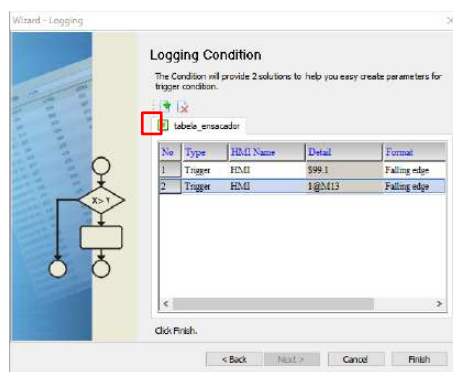 Wizard - Logging
Logging Condition
The Condition will provide 2 solutions to help you easy create parameters for
trigger condition.
tabela_ensacador
No Type HMI Name Detail Format
1 Trigger HMI $99.1 Falling edge
2 Trigger HMI 1@M13 Falling edge
X> Y
Click Finish.
< Back Next > Cancel Finish